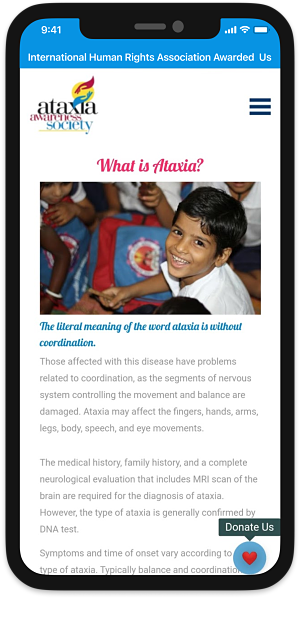 9:41
International Human Rights Association Awarded Us
ataxia
awareness
society
What is Ataxia?
The literal meaning of the word ataxia is without
coordination.
Those affected with this disease have problems
related to coordination, as the segments of nervous
system controlling the movement and balance are
damaged. Ataxia may affect the fingers, hands, arms,
legs, body, speech, and eye movements.
The medical history, family history, and a complete
neurological evaluation that includes MRI scan of the
brain are required for the diagnosis of ataxia.
However, the type of ataxia is generally confirmed by
DNA test.
Donate Us
Symptoms and time of onset vary according to
type of ataxia. Typically balance and coordination